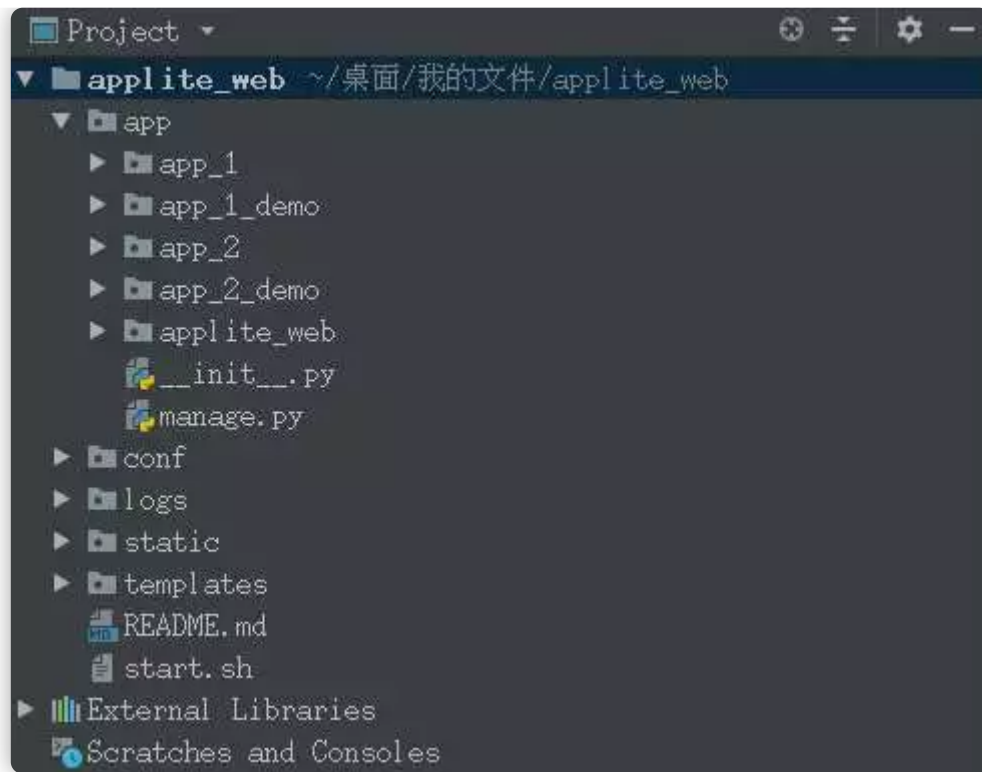 Project
applite_web ~/桌面/我的文件/applite_web
app
app_1
app_1_demo
app_2
app_2_demo
applite_web
__init__.py
manage.py
conf
logs
static
templates
README.md
start.sh
External Libraries
Scratches and Consoles